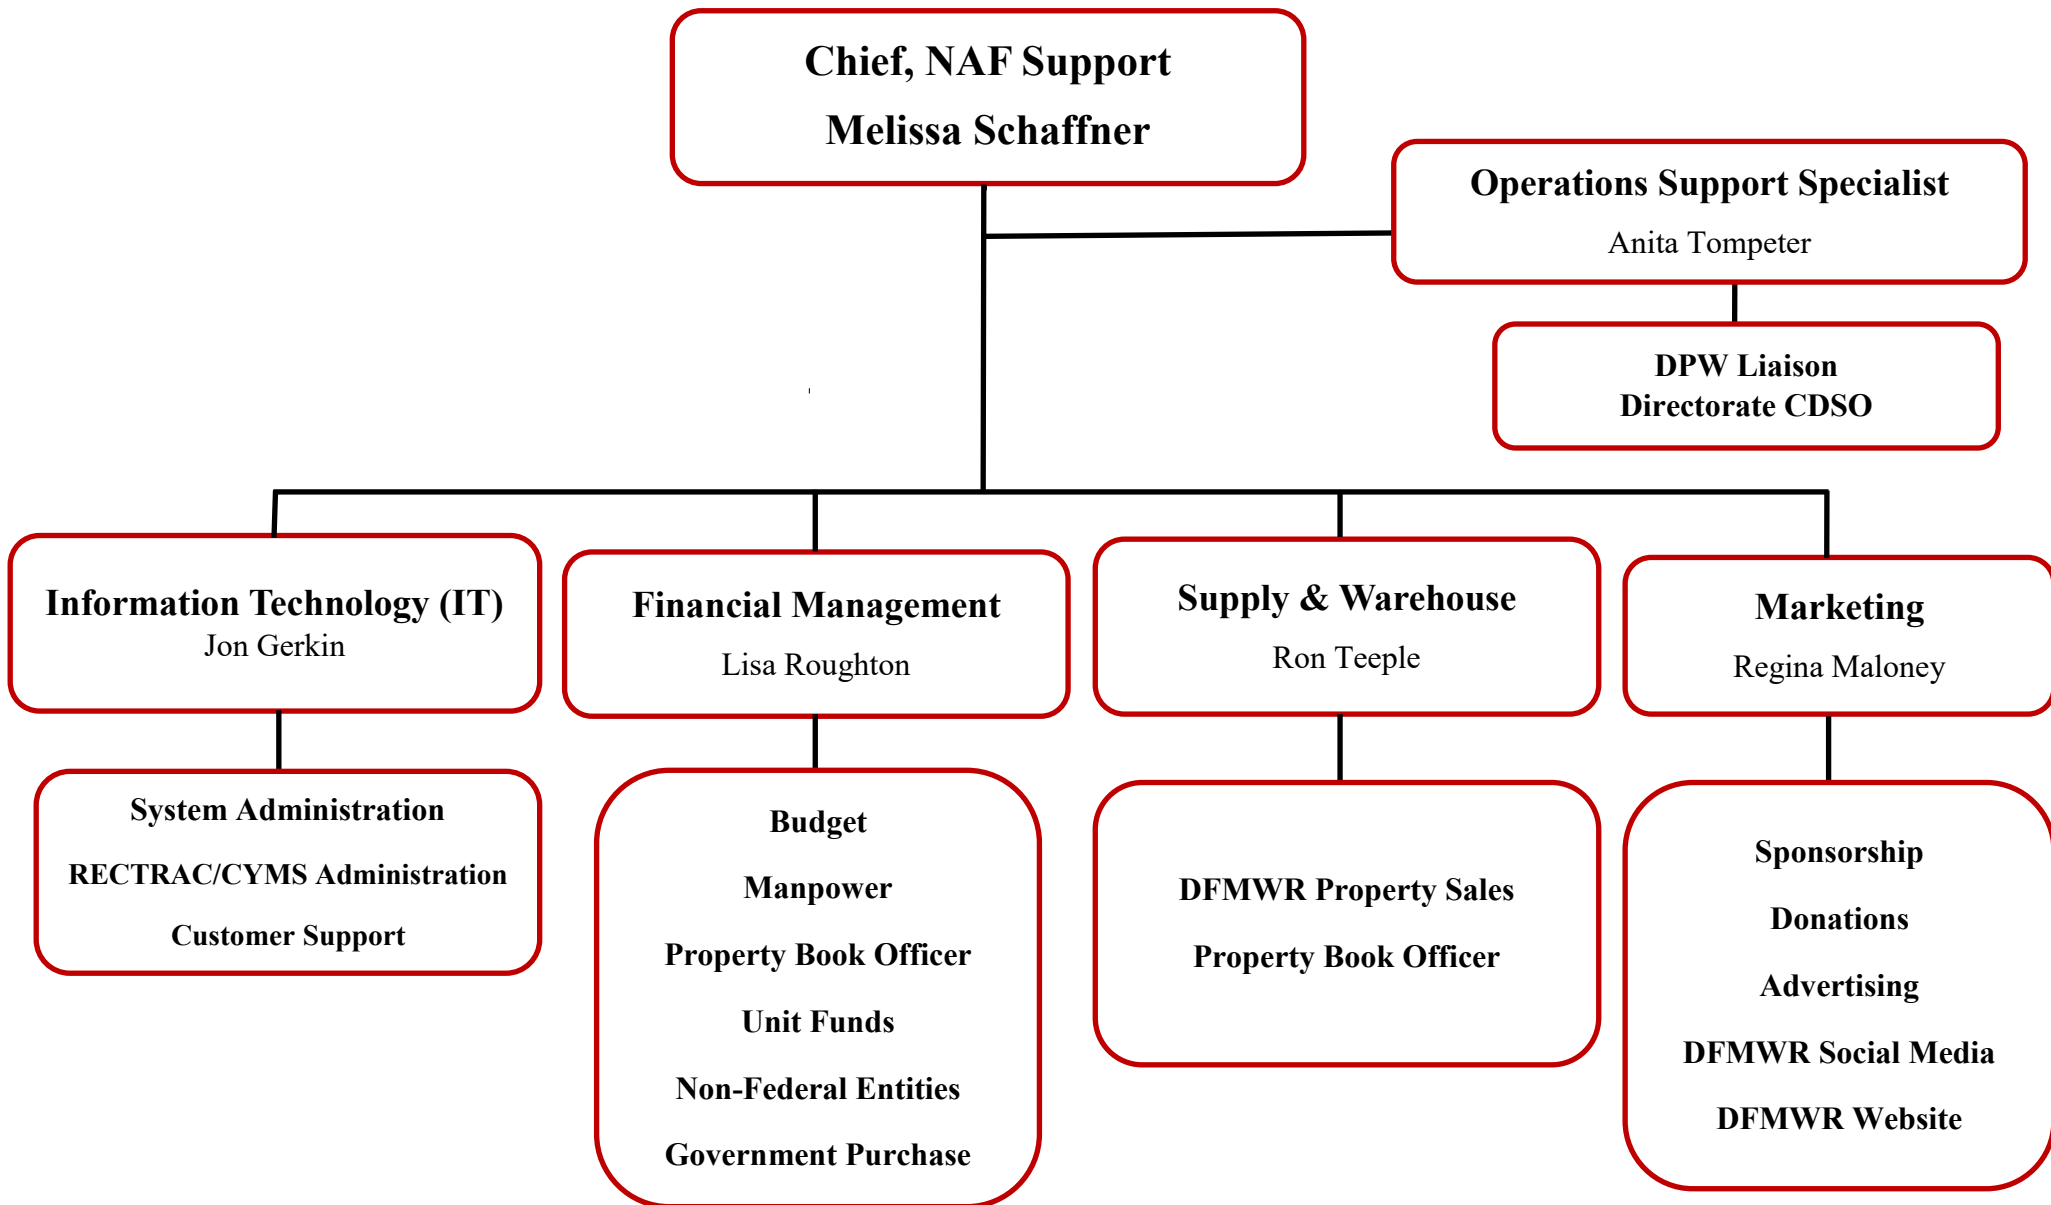 Chief, NAF Support
Melissa Schaffner
Operations Support Specialist
Anita Tompeter
DPW Liaison
Directorate CDSO
Information Technology (IT)
Jon Gerkin
Financial Management
Lisa Roughton
Supply & Warehouse
Ron Teeple
Marketing
Regina Maloney
System Administration
RECTRAC/CYMS Administration
Customer Support
Budget
Manpower
Property Book Officer
Unit Funds
Non-Federal Entities
Government Purchase
DFMWR Property Sales
Property Book Officer
Sponsorship
Donations
Advertising
DFMWR Social Media
DFMWR Website